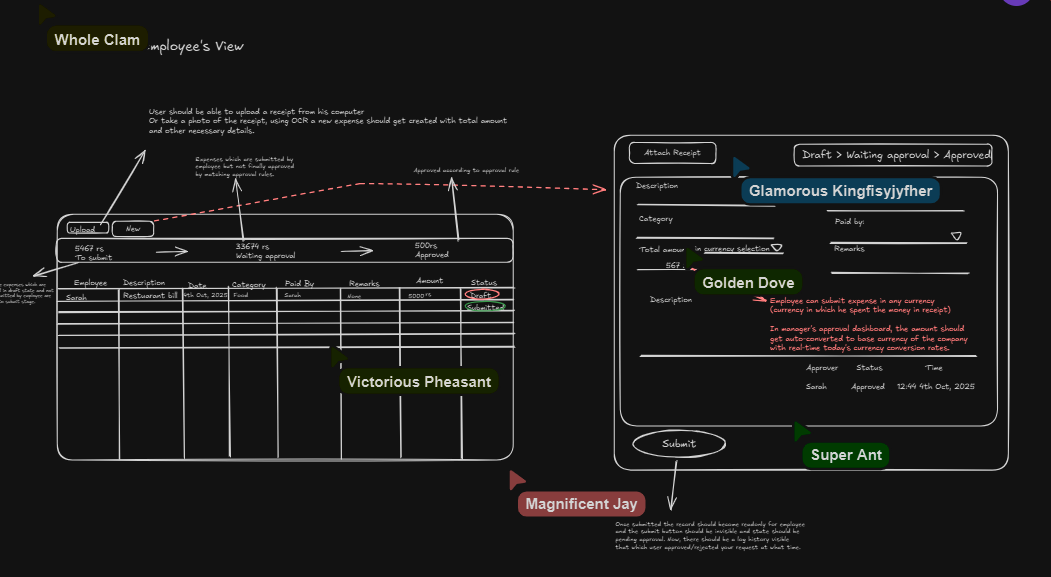 Whole Clam
mployee's View
User should be able to upload a receipt from his computer
Or take a photo of the receipt, using OCR a new expense should get created with total amount
and other necessary details.
Expenses which are submitted by
employee but not finally approved
by matching approval rules.
Approved according to approval rule
Upload
New
5467 rs
To submit
33674 rs
Waiting approval
500rs
Approved
expenses which are
in draft state and not
submitted by employee are
in submit stage.
Employee Description Date Category Paid By Remarks Amount Status
Sarah Restuarant bill 4th Oct, 2025 Food Sarah None 5000 rs Draft
Submitted
Victorious Pheasant
Magnificent Jay
Attach Receipt
Draft > Waiting approval > Approved
Glamorous Kingfisyjyfher
Description
Category
Paid by:
Total amour in currency selection
Remarks
567
Golden Dove
Description
Employee can submit expense in any currency
(currency in which he spent the money in receipt)
In manager's approval dashboard, the amount should
get auto-converted to base currency of the company
with real-time today's currency conversion rates.
Approver Status Time
Sarah Approved 12:44 4th Oct, 2025
Super Ant
Submit
Once submitted the record should become readonly for employee
and the submit button should be invisible and state should be
pending approval. Now, there should be a log history visible
that which user approved/rejected your request at what time.